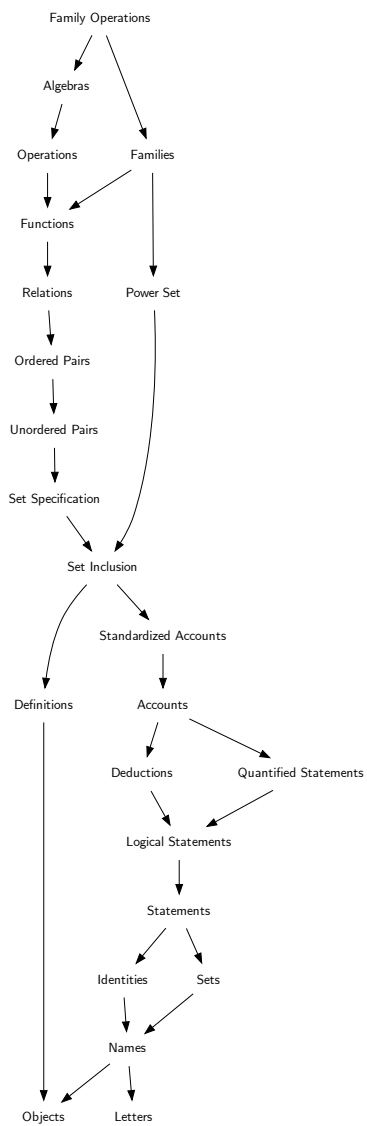 Family Operations
Algebras
Operations
Families
Functions
Relations
Power Set
Ordered Pairs
Unordered Pairs
Set Specification
Set Inclusion
Standardized Accounts
Definitions
Accounts
Deductions
Quantified Statements
Logical Statements
Statements
Identities
Sets
Names
Objects
Letters